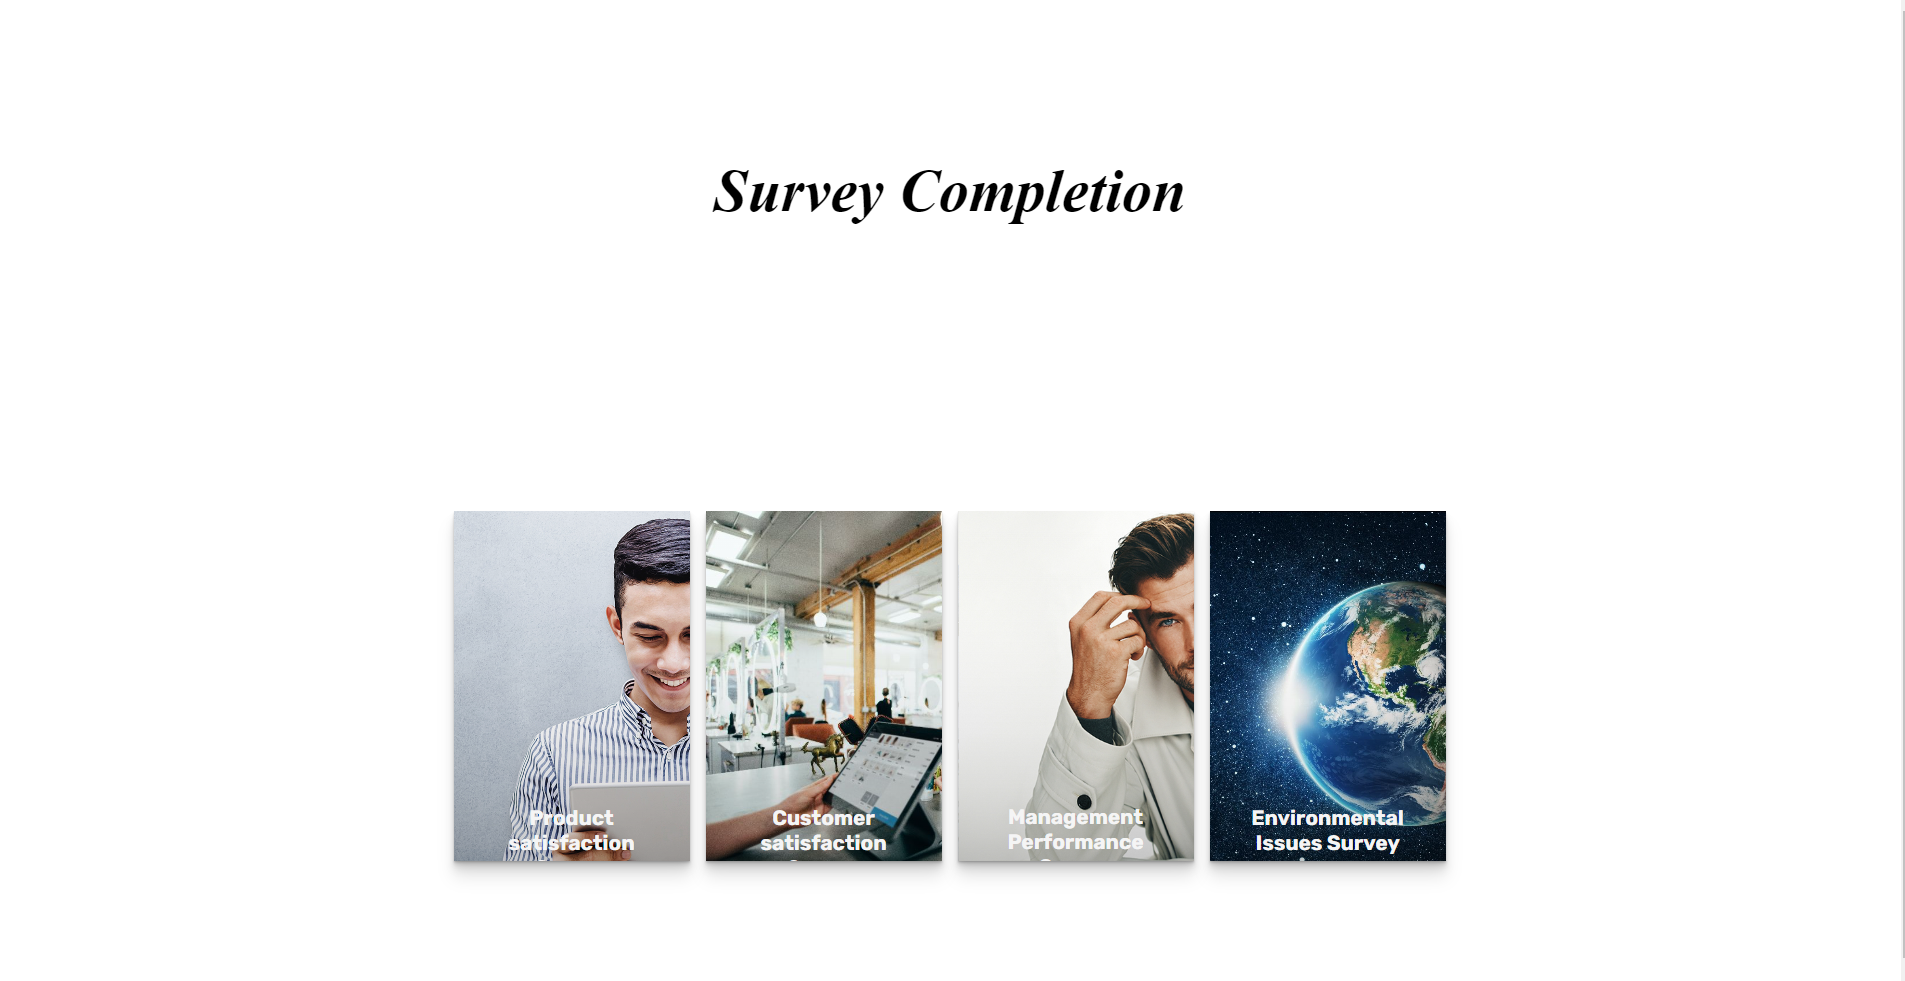 Survey Completion
Product
satisfaction
Customer
satisfaction
Management
Performance
Environmental
Issues Survey